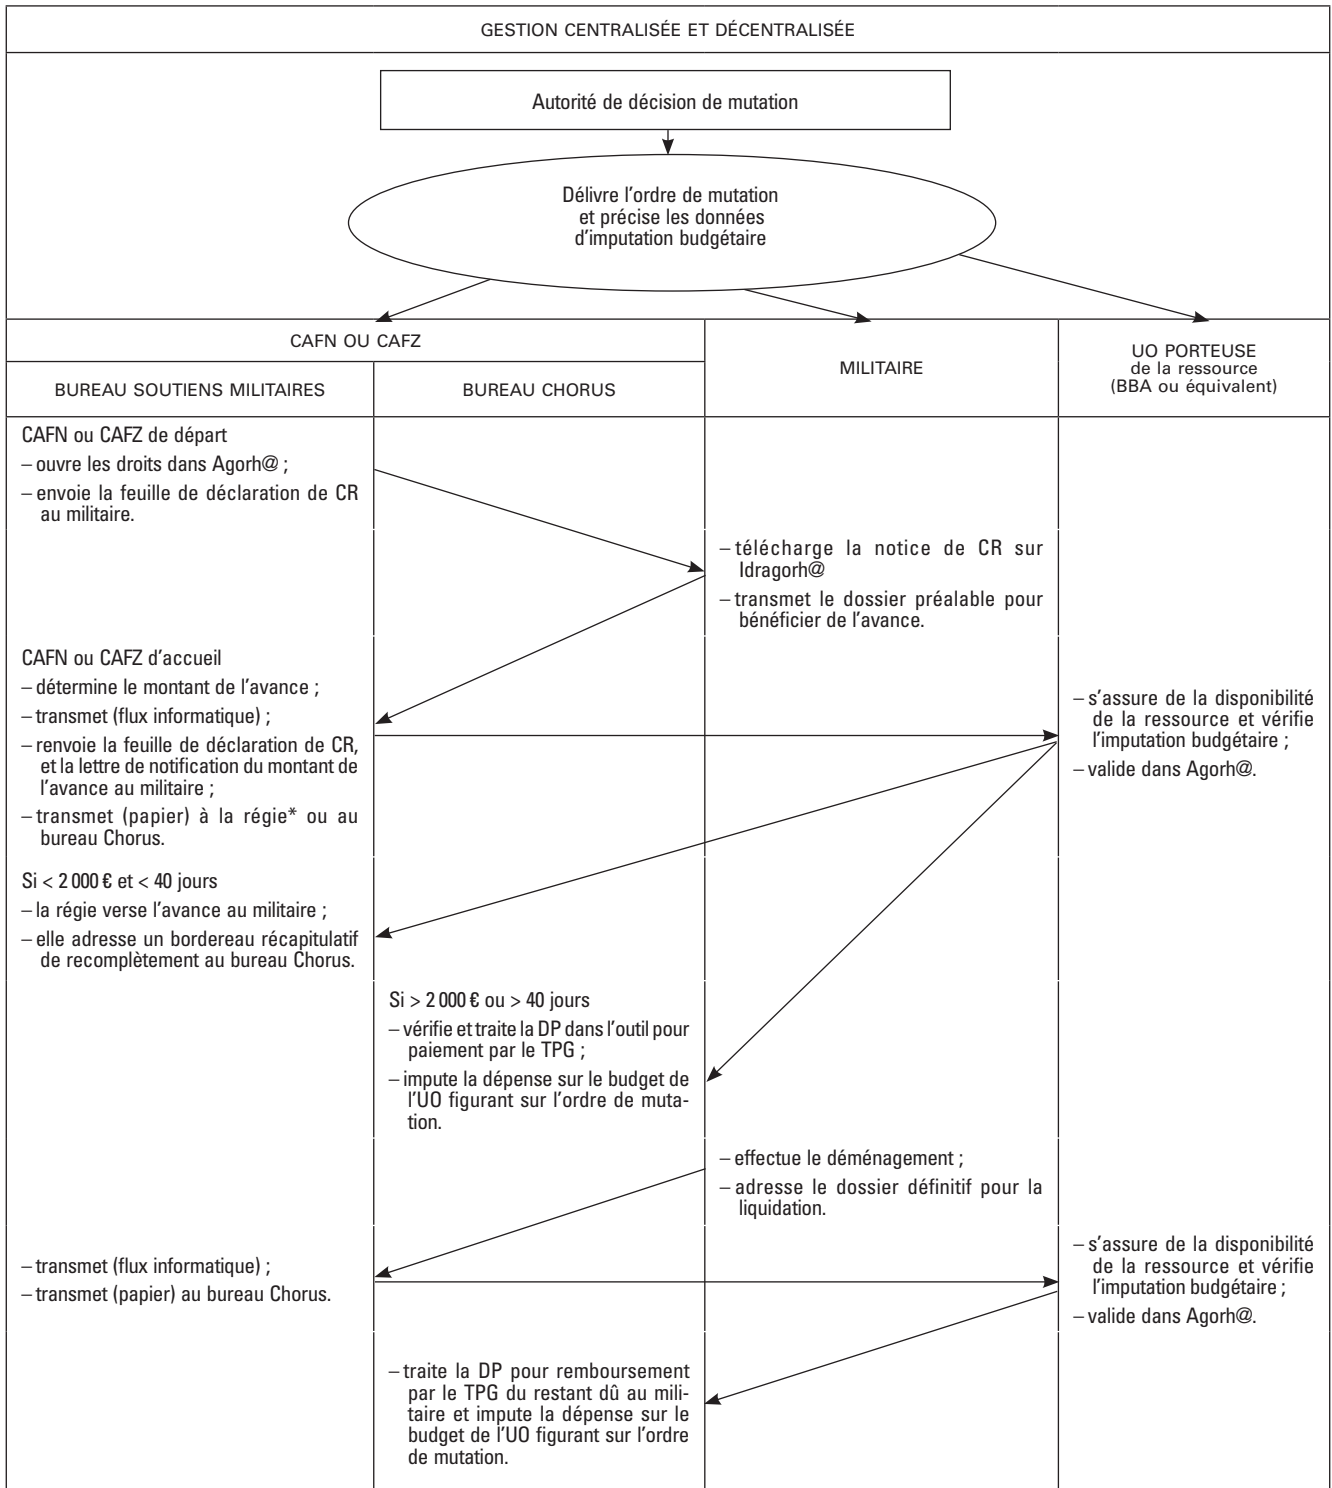 GESTION CENTRALISÉE ET DÉCENTRALISÉE
Autorité de décision de mutation
Délivre l'ordre de mutation
et précise les données
d'imputation budgétaire
CAFN OU CAFZ
BUREAU SOUTIENS MILITAIRES
BUREAU CHORUS
MILITAIRE
UO PORTEUSE
de la ressource
(BBA ou équivalent)
CAFN ou CAFZ de départ
– ouvre les droits dans Agorh@ ;
– envoie la feuille de déclaration de CR
au militaire.
– télécharge la notice de CR sur
Idragorh@
– transmet le dossier préalable pour
bénéficier de l'avance.
CAFN ou CAFZ d'accueil
– détermine le montant de l'avance ;
– transmet (flux informatique) ;
– renvoie la feuille de déclaration de CR,
et la lettre de notification du montant de
l'avance au militaire ;
– transmet (papier) à la régie* ou au
bureau Chorus.
– s'assure de la disponibilité
de la ressource et vérifie
l'imputation budgétaire ;
– valide dans Agorh@.
Si < 2 000 € et < 40 jours
– la régie verse l'avance au militaire ;
– elle adresse un bordereau récapitulatif
de recomplètement au bureau Chorus.
Si > 2 000 € ou > 40 jours
– vérifie et traite la DP dans l'outil pour
paiement par le TPG ;
– impute la dépense sur le budget de
l'UO figurant sur l'ordre de muta-
tion.
– effectue le déménagement ;
– adresse le dossier définitif pour la
liquidation.
– transmet (flux informatique) ;
– transmet (papier) au bureau Chorus.
– s'assure de la disponibilité
de la ressource et vérifie
l'imputation budgétaire ;
– valide dans Agorh@.
– traite la DP pour remboursement
par le TPG du restant dû au mili-
taire et impute la dépense sur le
budget de l'UO figurant sur l'ordre
de mutation.